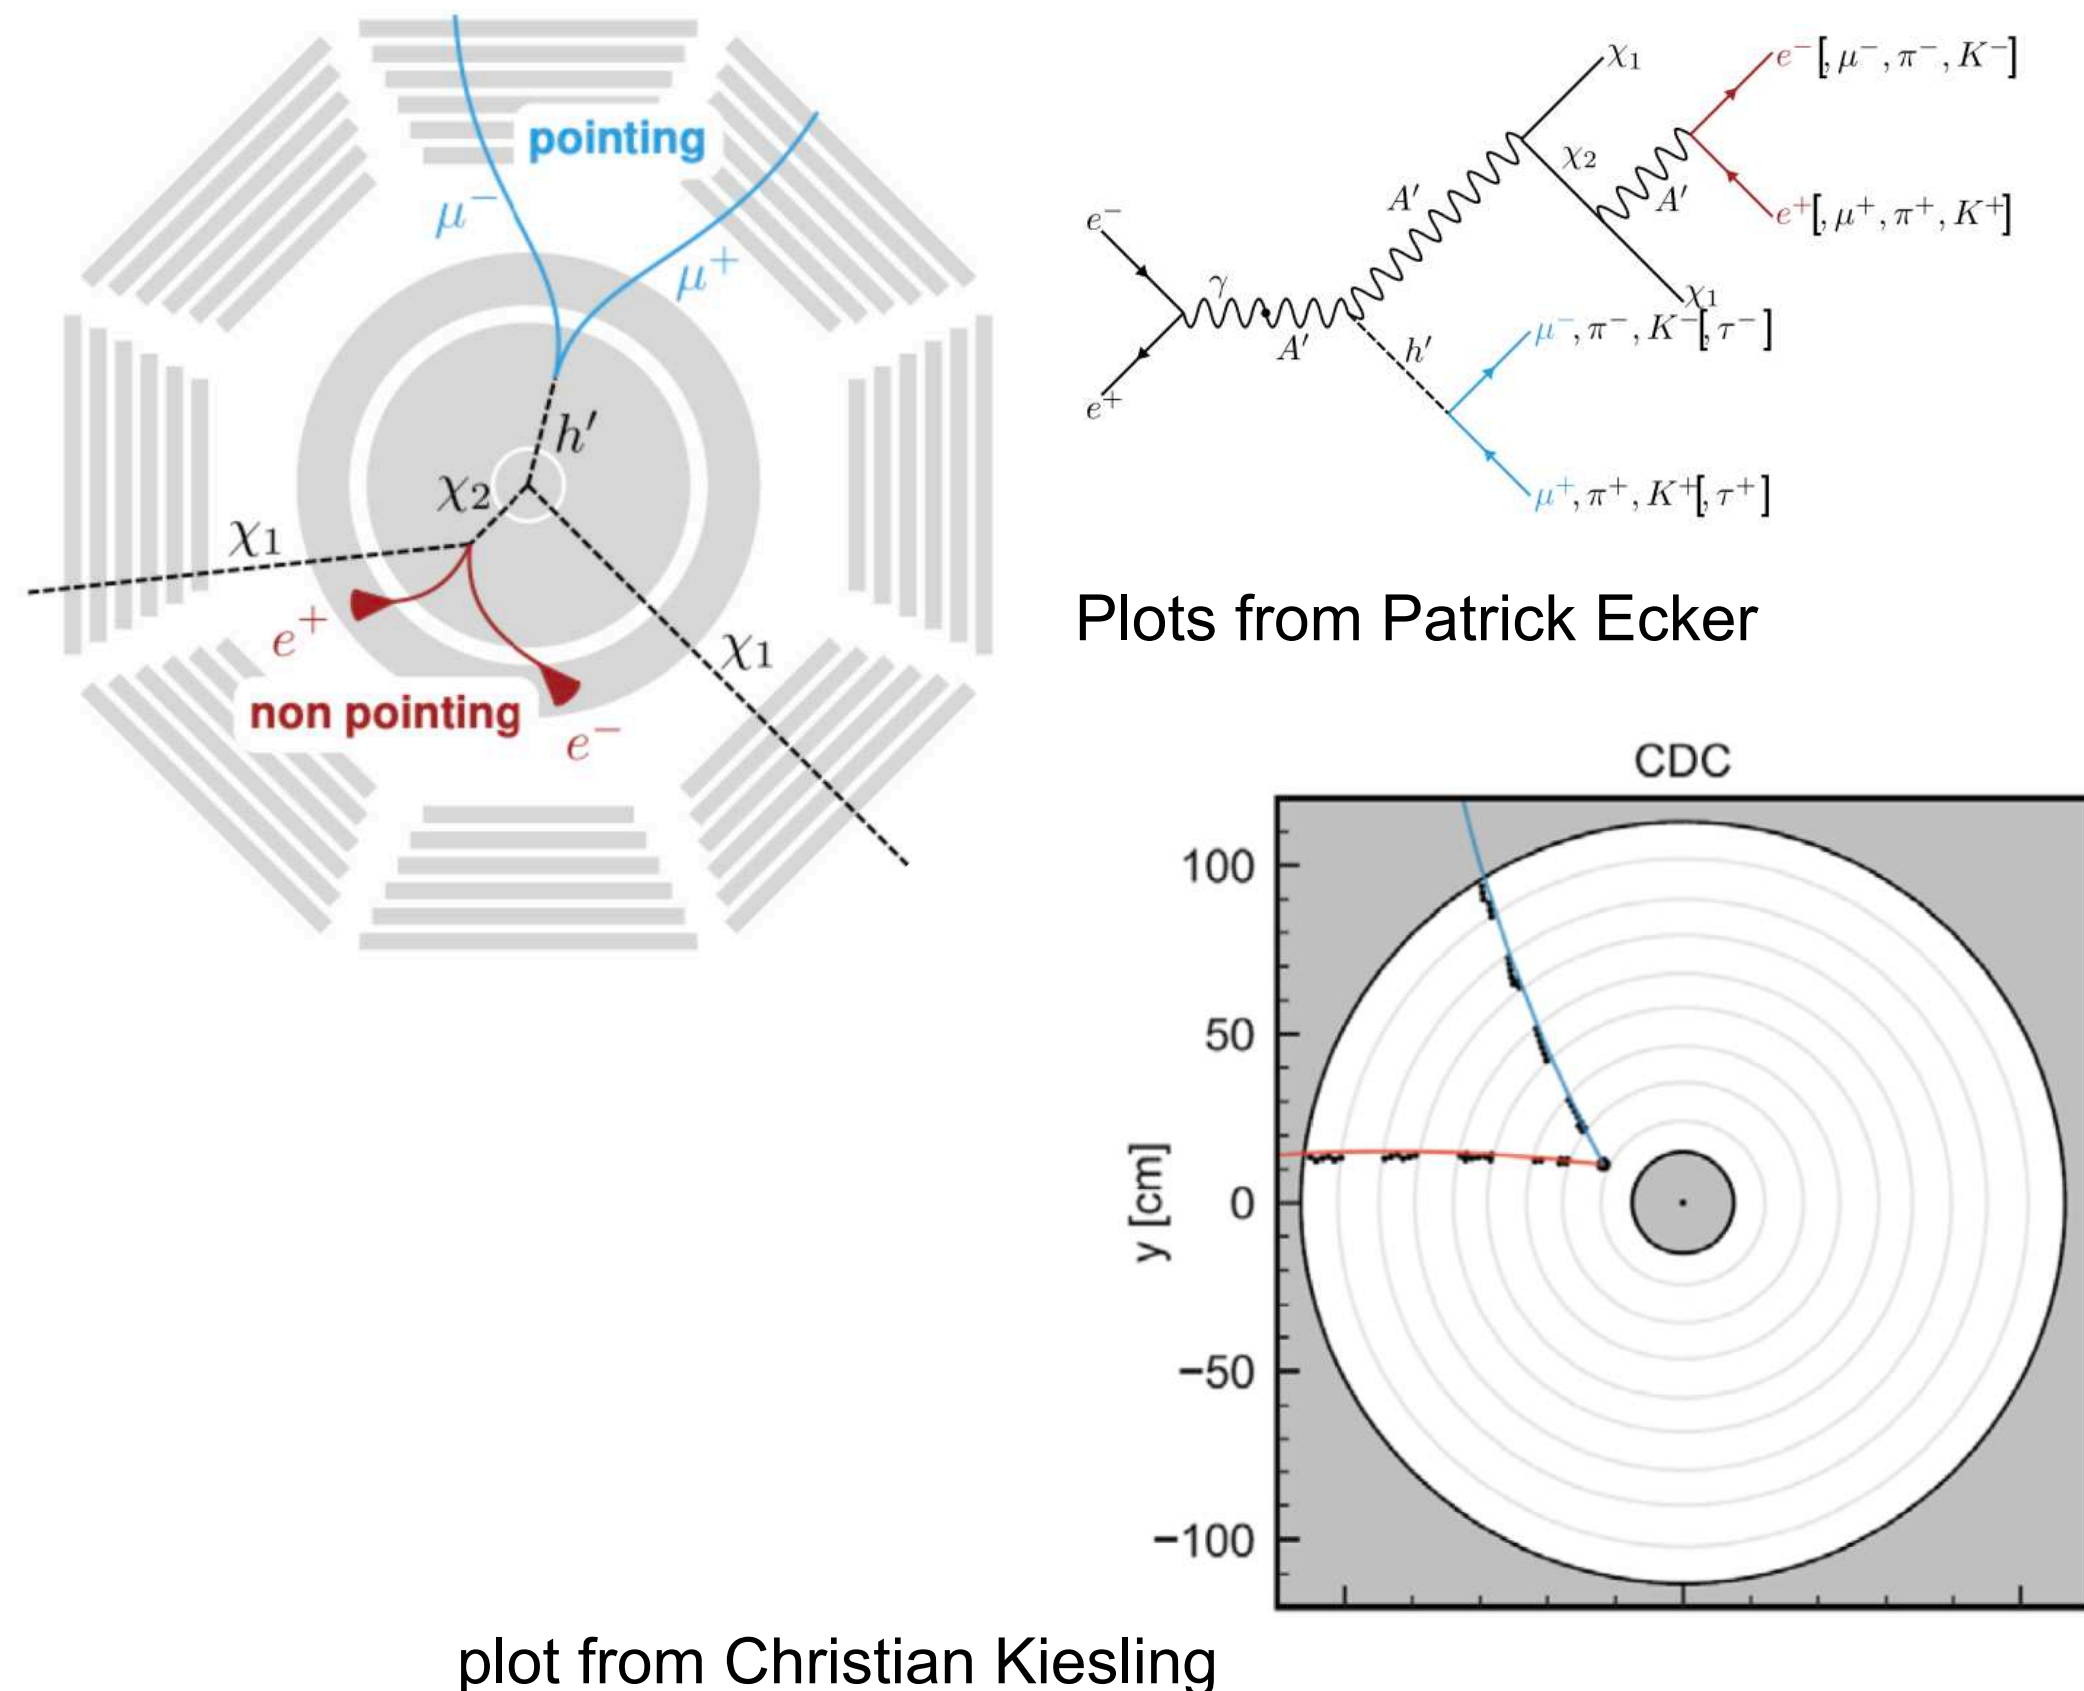 pointing
μ⁻
μ⁺
h′
χ₂
χ₁
e⁺
χ₁
non pointing
e⁻
χ₁
e⁻[, μ⁻, π⁻, K⁻]
χ₂
A′
A′
e⁺[, μ⁺, π⁺, K⁺]
e⁻
γ
χ₁
A′
h′
μ⁻, π⁻, K⁻[, τ⁻]
e⁺
μ⁺, π⁺, K⁺[, τ⁺]
Plots from Patrick Ecker
CDC
100
50
0
−50
−100
y [cm]
plot from Christian Kiesling